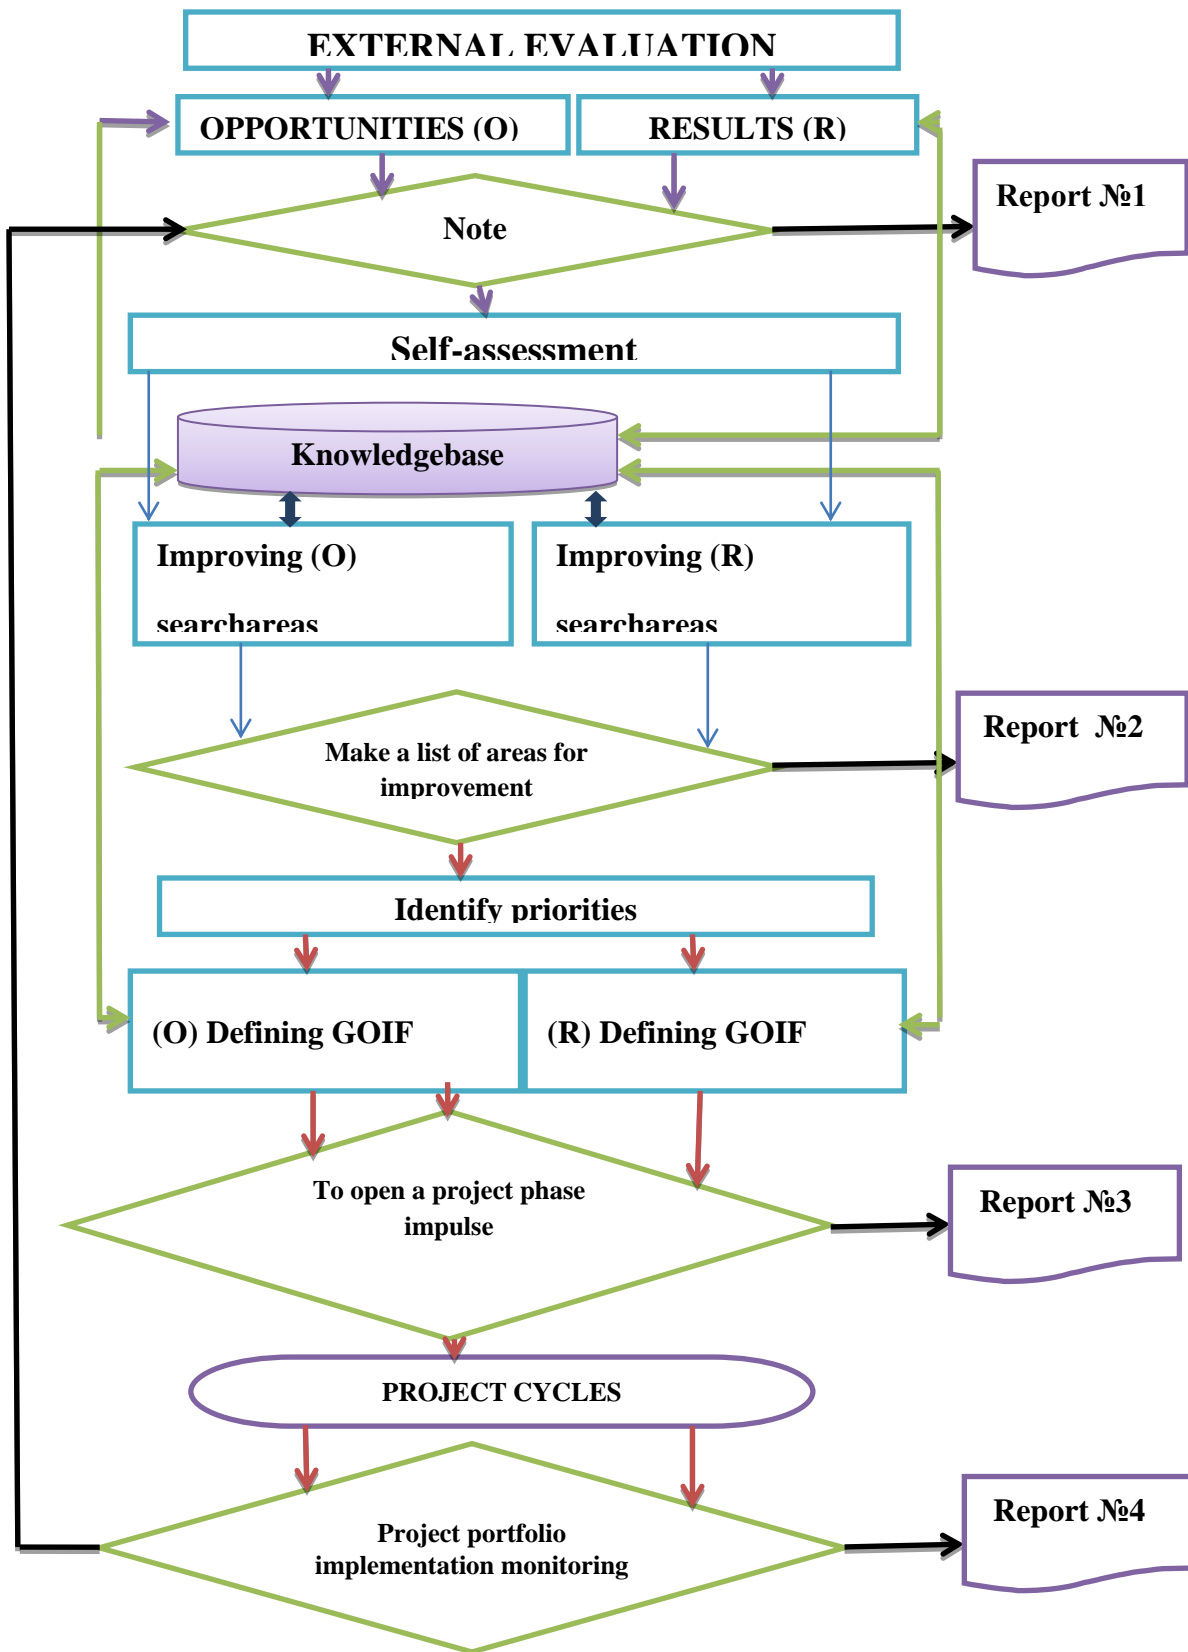 EXTERNAL EVALUATION
OPPORTUNITIES (O)
RESULTS (R)
Report №1
Note
Self-assessment
Knowledgebase
Improving (O)
searchareas
Improving (R)
searchareas
Report №2
Make a list of areas for
improvement
Identify priorities
(O) Defining GOIF
(R) Defining GOIF
To open a project phase
impulse
Report №3
PROJECT CYCLES
Report №4
Project portfolio
implementation monitoring